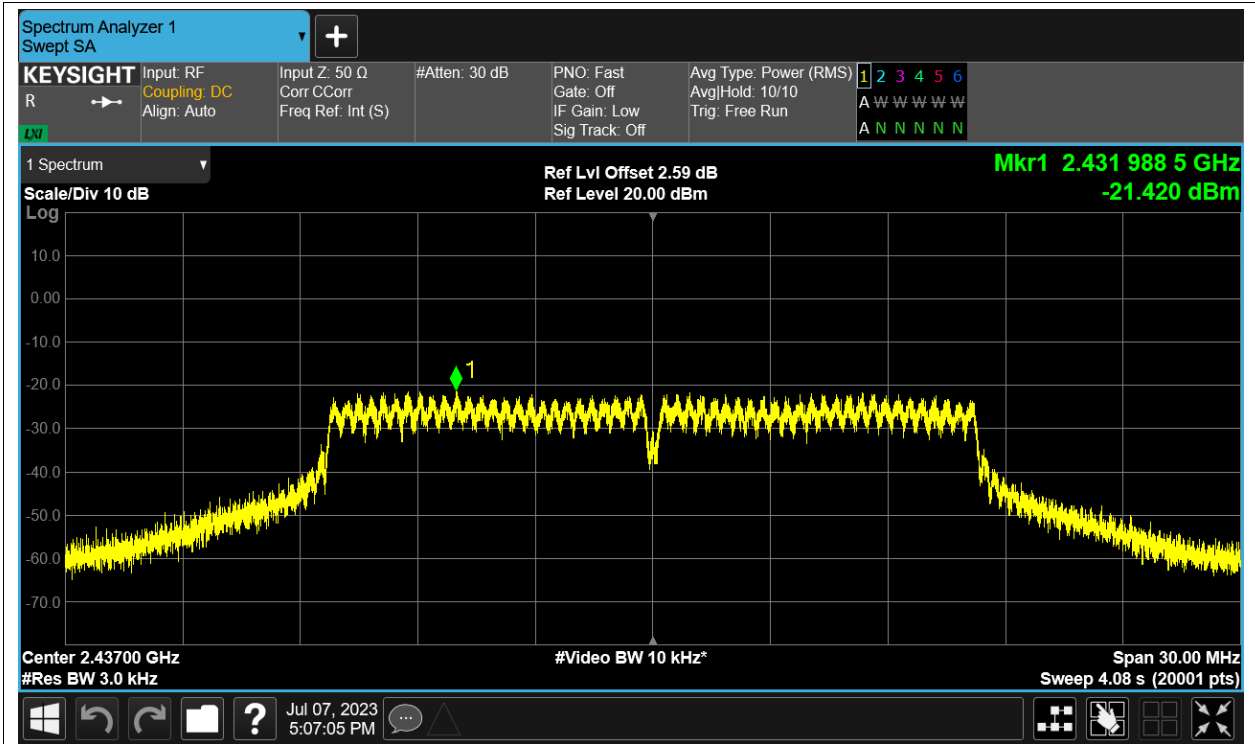 Spectrum Analyzer 1
Swept SA
KEYSIGHT
R
LXI
Input: RF
Coupling: DC
Align: Auto
Input Z: 50 Ω
Corr CCorr
Freq Ref: Int (S)
#Atten: 30 dB
PNO: Fast
Gate: Off
IF Gain: Low
Sig Track: Off
Avg Type: Power (RMS)
Avg|Hold: 10/10
Trig: Free Run
1 2 3 4 5 6
A W W W W W
A N N N N N
1 Spectrum
Scale/Div 10 dB
Log
Ref Lvl Offset 2.59 dB
Ref Level 20.00 dBm
Mkr1 2.431 988 5 GHz
-21.420 dBm
10.0
0.00
-10.0
-20.0
-30.0
-40.0
-50.0
-60.0
-70.0
1
Center 2.43700 GHz
#Res BW 3.0 kHz
#Video BW 10 kHz*
Span 30.00 MHz
Sweep 4.08 s (20001 pts)
?
Jul 07, 2023
5:07:05 PM